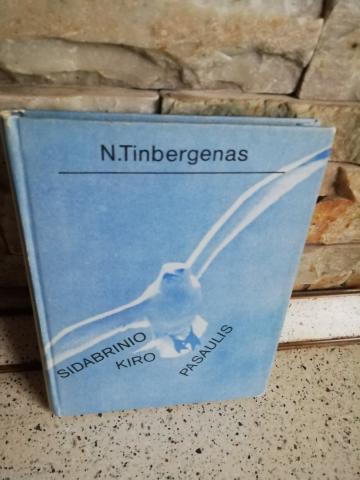 N.Tinbergenas
SIDABRINIO
KIRO
PASAULIS